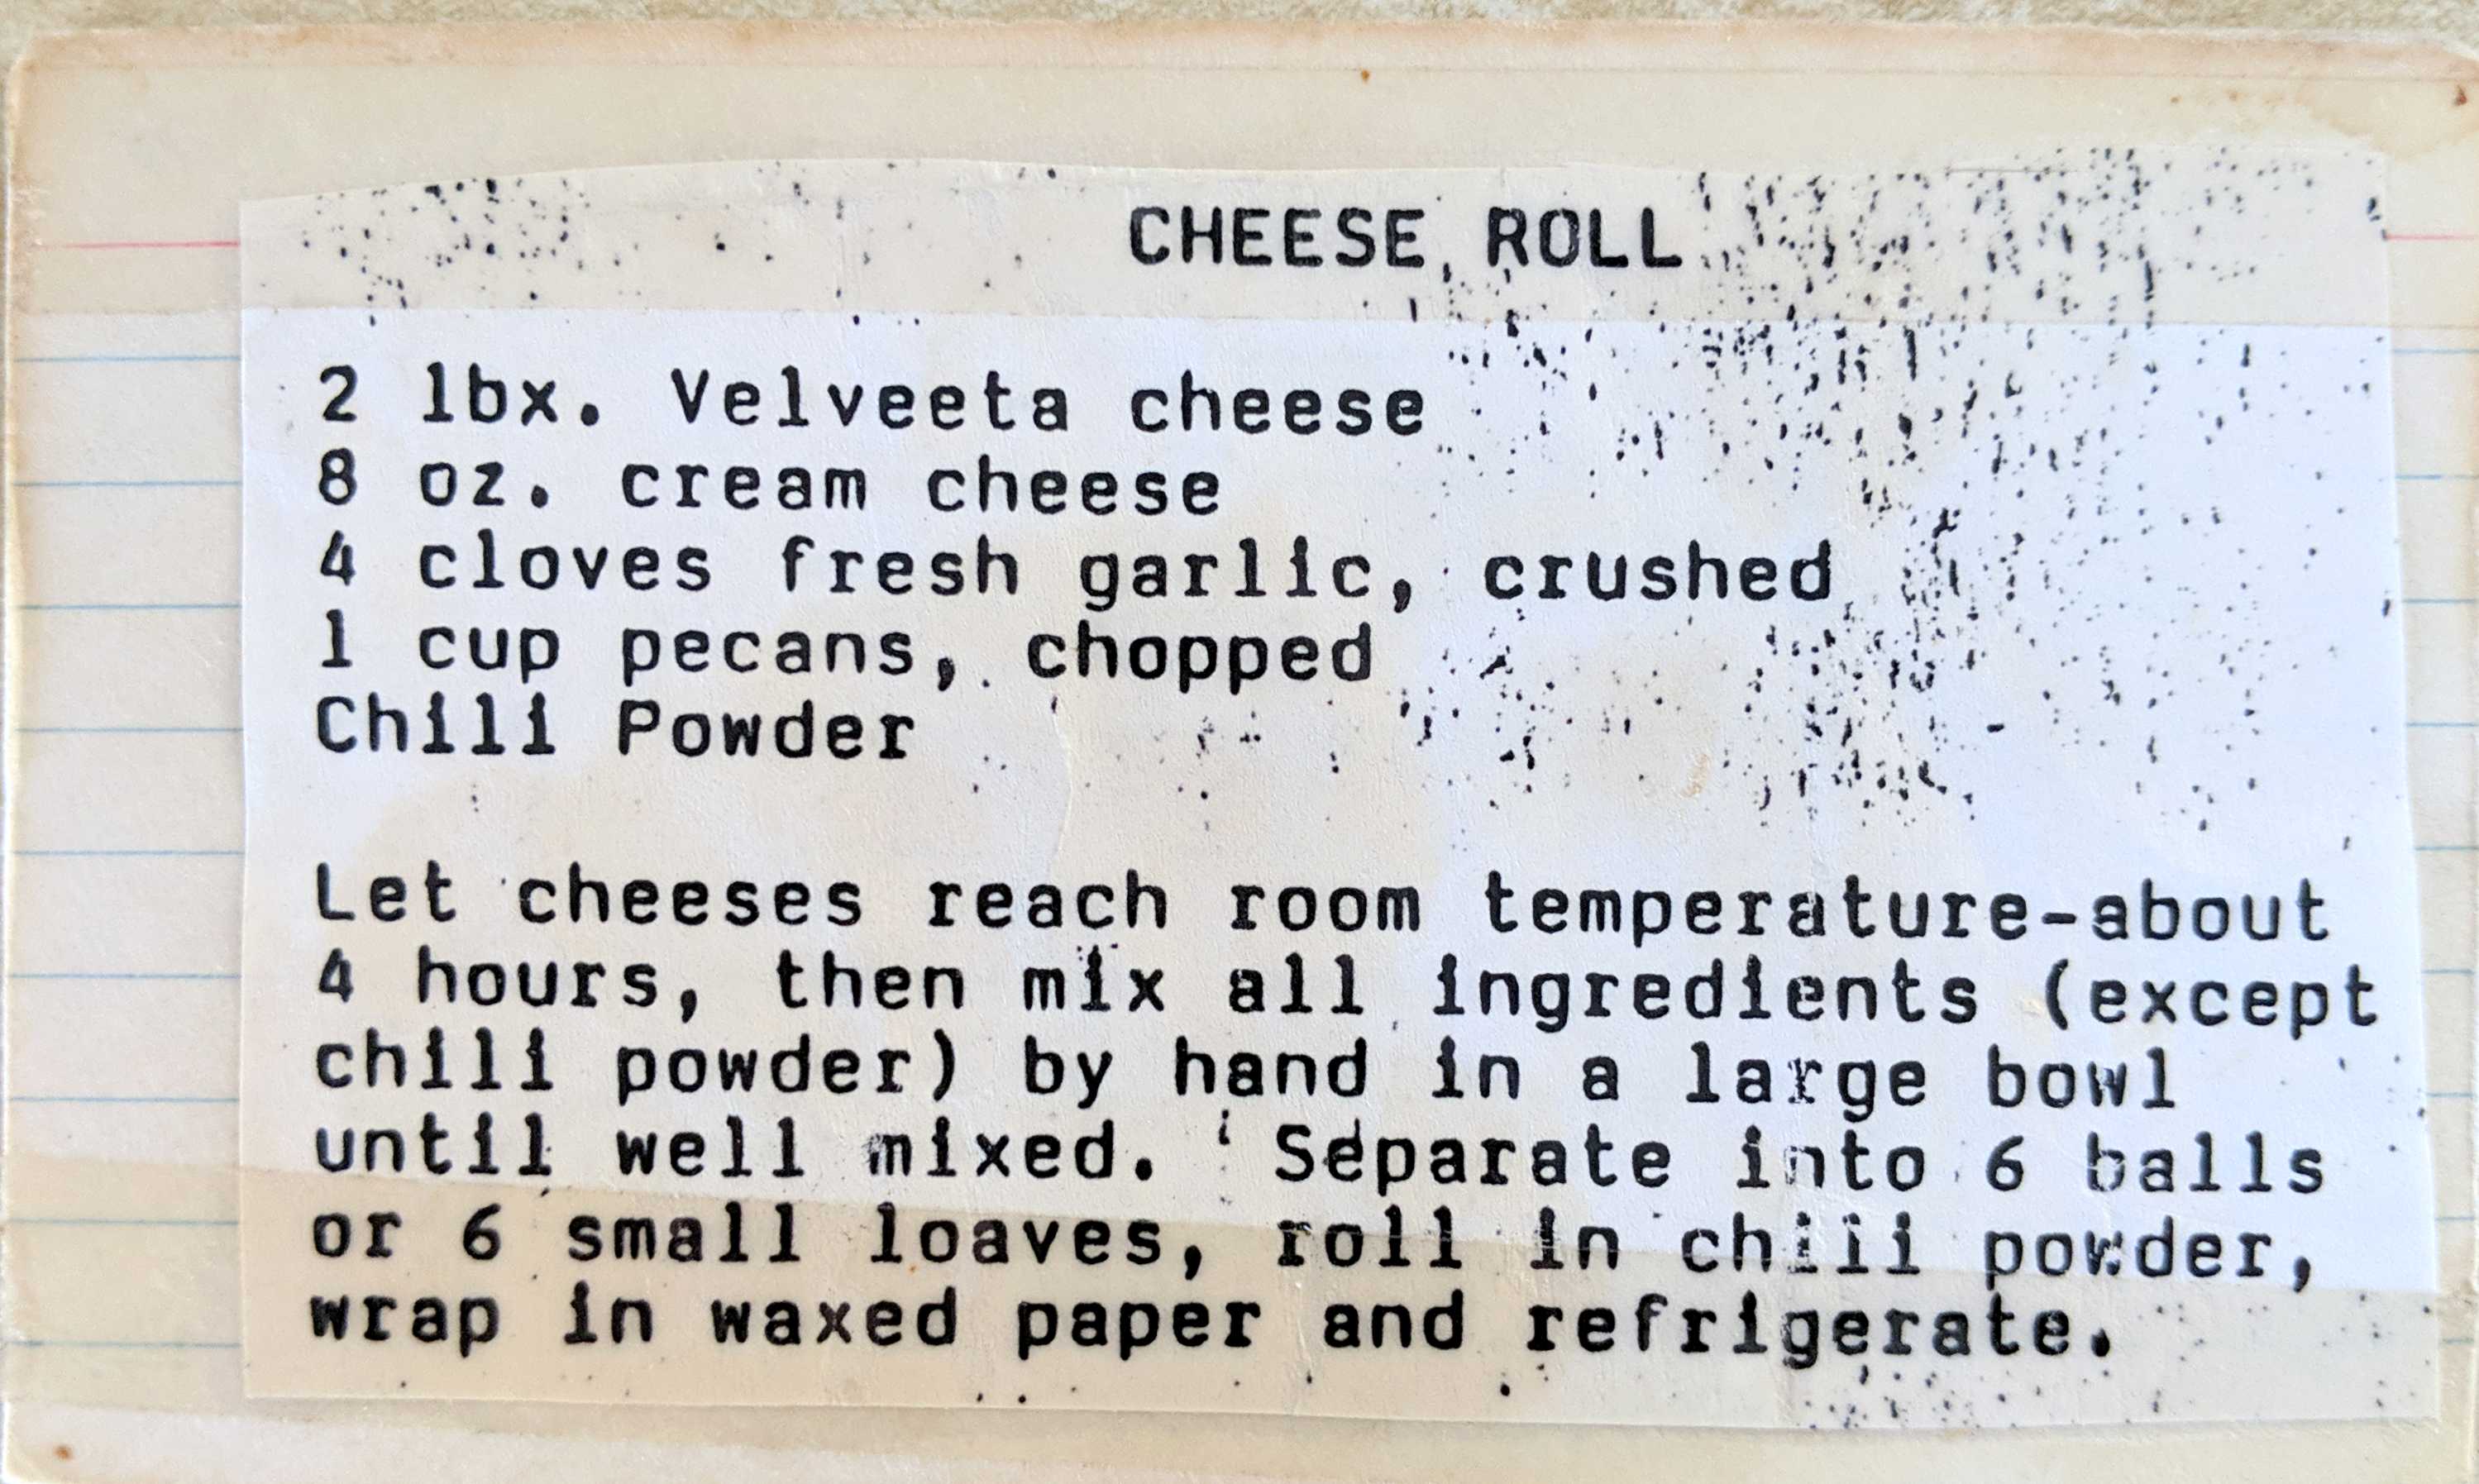 CHEESE ROLL
2 lbx. Velveeta cheese
8 oz. cream cheese
4 cloves fresh garlic, crushed
1 cup pecans, chopped
Chili Powder
Let cheeses reach room temperature-about
4 hours, then mix all ingredients (except
chili powder) by hand in a large bowl
until well mixed. Separate into 6 balls
or 6 small loaves, roll in chili powder,
wrap in waxed paper and refrigerate.